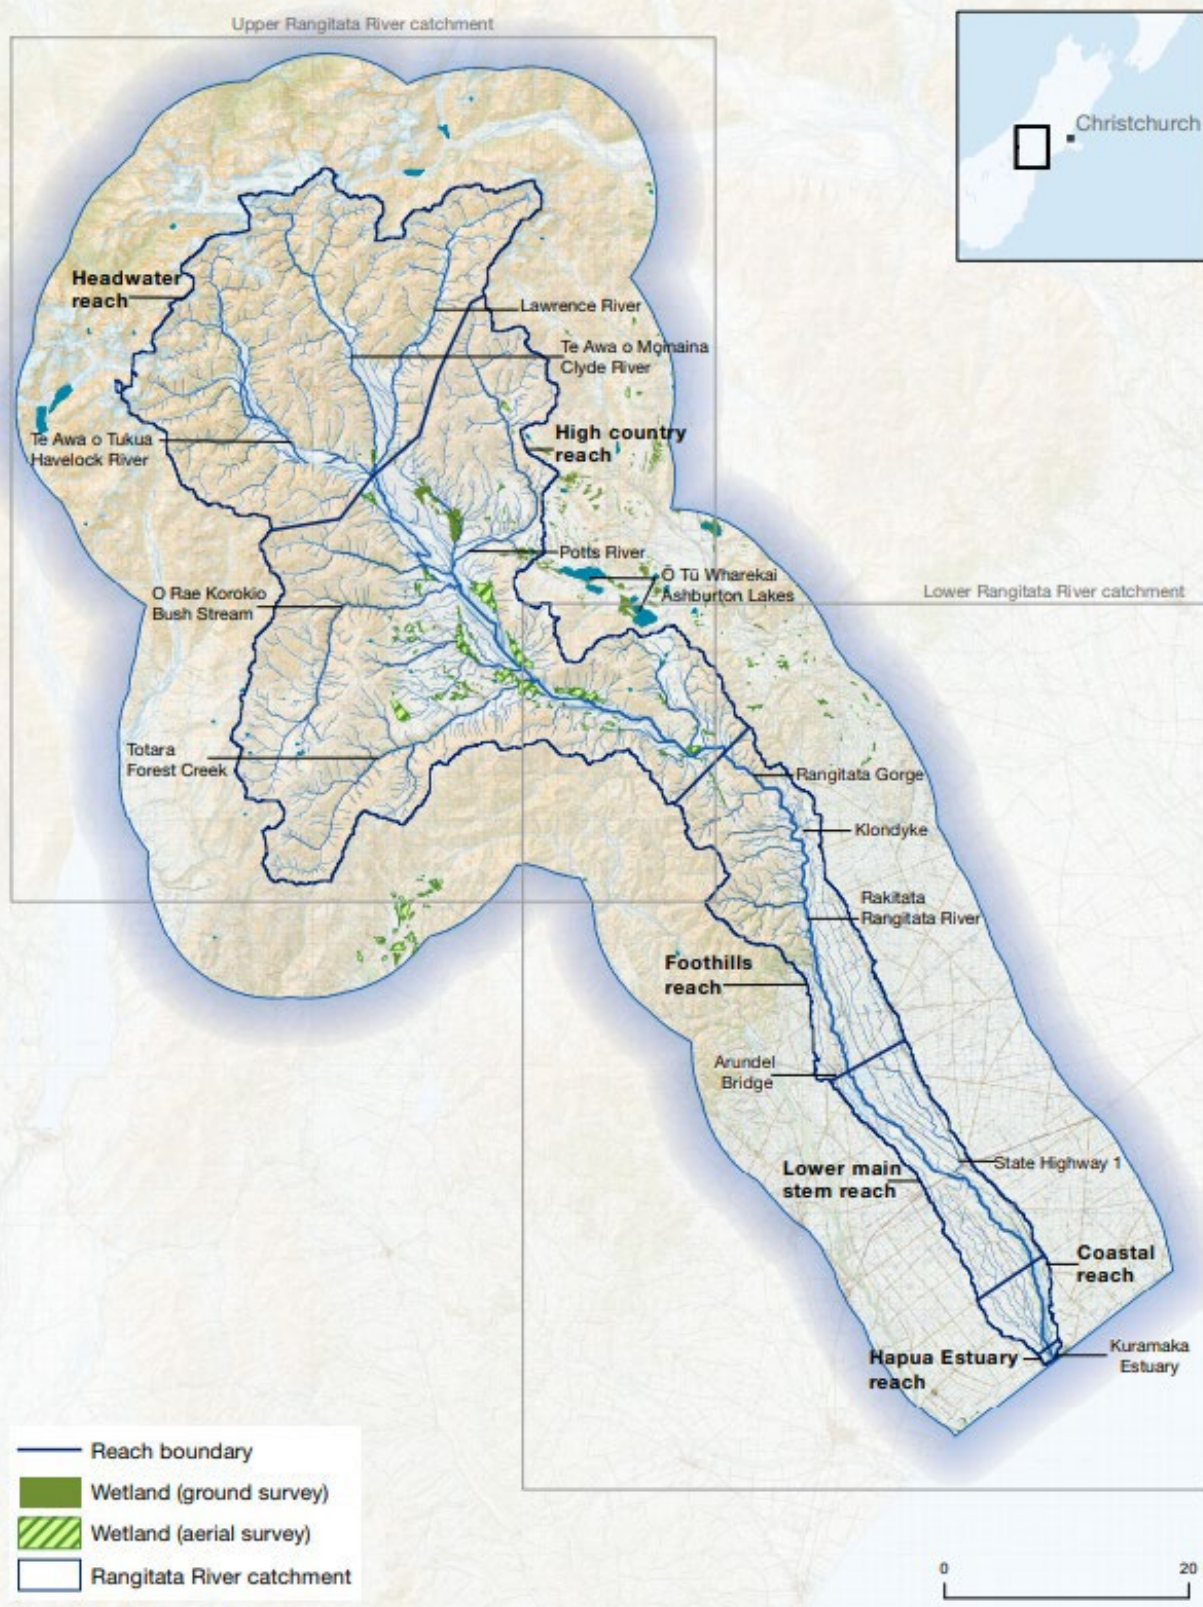 Upper Rangitata River catchment
Christchurch
Headwater
reach
Lawrence River
Te Awa o Momaina
Clyde River
Te Awa o Tukua
Havelock River
High country
reach
Potts River
Ō Tū Wharekai
Ashburton Lakes
O Rae Korokio
Bush Stream
Lower Rangitata River catchment
Totara
Forest Creek
Rangitata Gorge
Klondyke
Rakitata
Rangitata River
Foothills
reach
Arundel
Bridge
State Highway 1
Lower main
stem reach
Coastal
reach
Hapua Estuary
reach
Kuramaka
Estuary
Reach boundary
Wetland (ground survey)
Wetland (aerial survey)
Rangitata River catchment
0 20